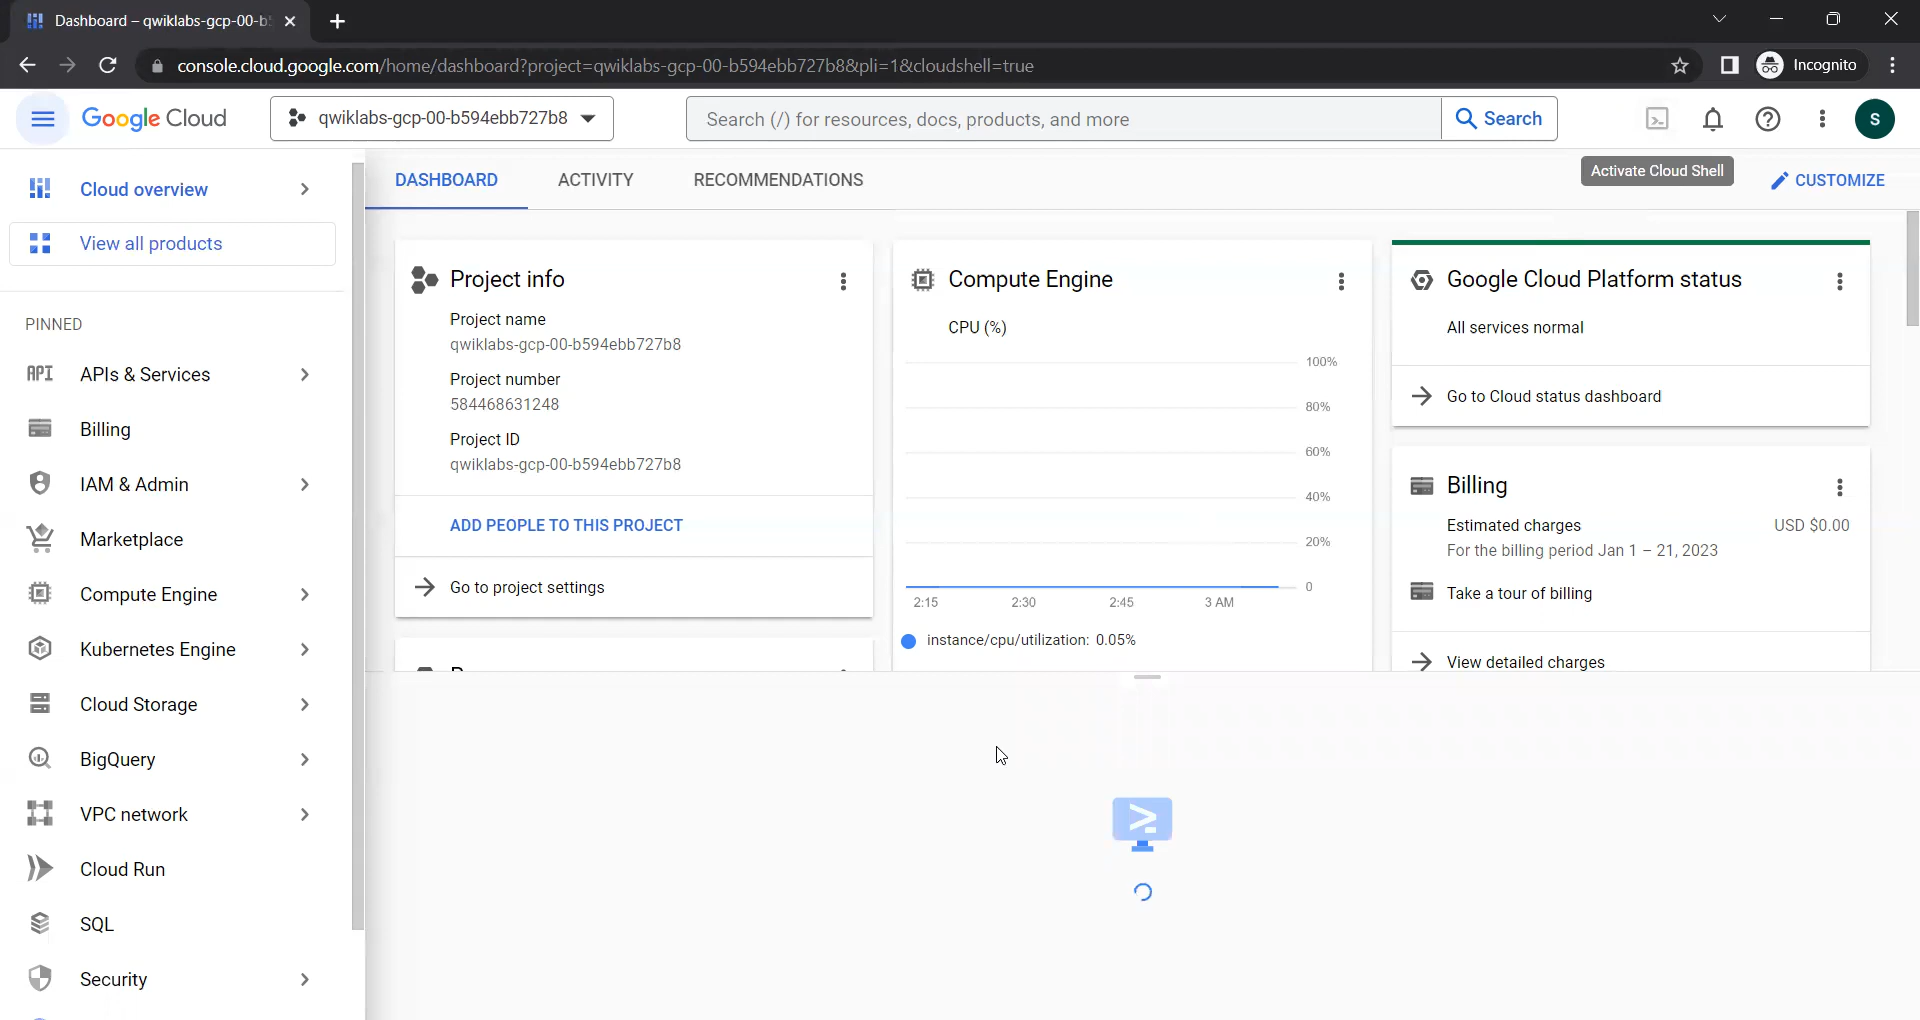 Dashboard – qwiklabs-gcp-00-b5
console.cloud.google.com/home/dashboard?project=qwiklabs-gcp-00-b594ebb727b8&pli=1&cloudshell=true
Incognito
Google Cloud
qwiklabs-gcp-00-b594ebb727b8
Search (/) for resources, docs, products, and more
Search
S
Cloud overview
View all products
PINNED
API
APIs & Services
Billing
IAM & Admin
Marketplace
Compute Engine
Kubernetes Engine
Cloud Storage
BigQuery
VPC network
Cloud Run
SQL
Security
DASHBOARD
ACTIVITY
RECOMMENDATIONS
Activate Cloud Shell
CUSTOMIZE
Project info
Project name
qwiklabs-gcp-00-b594ebb727b8
Project number
584468631248
Project ID
qwiklabs-gcp-00-b594ebb727b8
ADD PEOPLE TO THIS PROJECT
Go to project settings
Compute Engine
CPU (%)
100%
80%
60%
40%
20%
0
2:15 2:30 2:45 3 AM
instance/cpu/utilization: 0.05%
Google Cloud Platform status
All services normal
Go to Cloud status dashboard
Billing
Estimated charges USD $0.00
For the billing period Jan 1 – 21, 2023
Take a tour of billing
View detailed charges